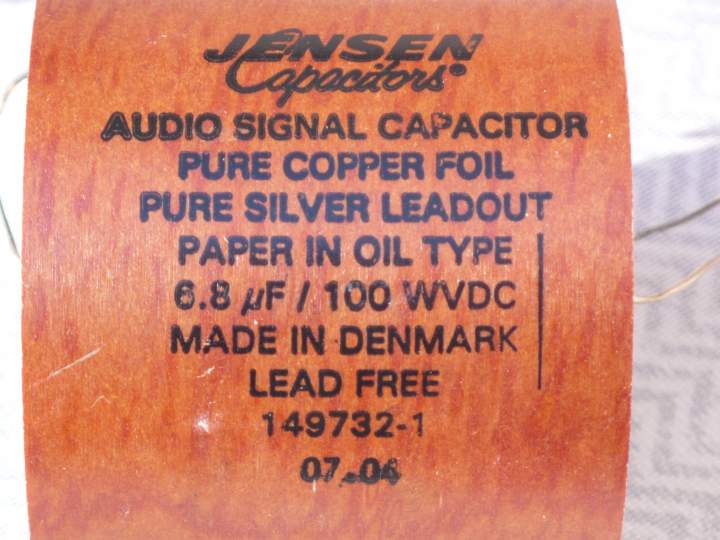 JENSEN
Capacitors®
AUDIO SIGNAL CAPACITOR
PURE COPPER FOIL
PURE SILVER LEADOUT
PAPER IN OIL TYPE
6.8 µF / 100 WVDC
MADE IN DENMARK
LEAD FREE
149732-1
07.04